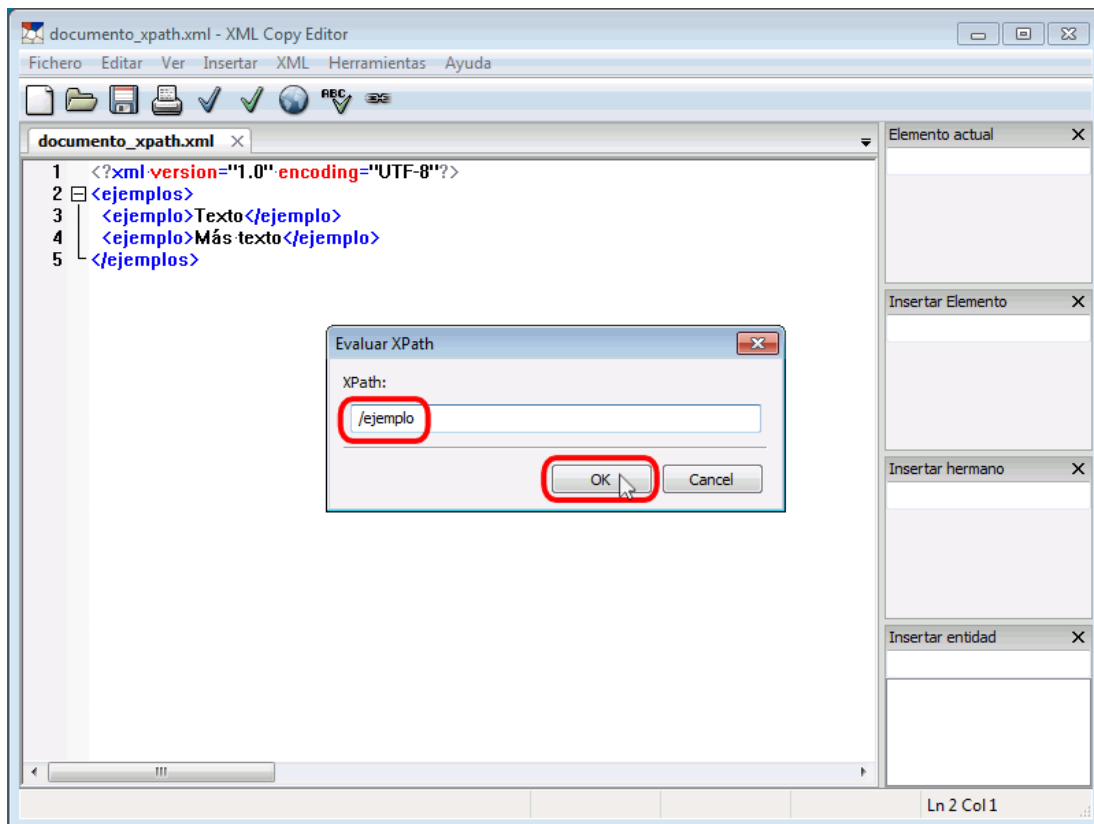 documento_xpath.xml - XML Copy Editor
Fichero Editar Ver Insertar XML Herramientas Ayuda
ABC
documento_xpath.xml
1 <?xml·version="1.0"·encoding="UTF-8"?>
2 <ejemplos>
3 <ejemplo>Texto</ejemplo>
4 <ejemplo>Más·texto</ejemplo>
5 </ejemplos>
Elemento actual
Insertar Elemento
Insertar hermano
Insertar entidad
Evaluar XPath
XPath:
/ejemplo
OK Cancel
Ln 2 Col 1